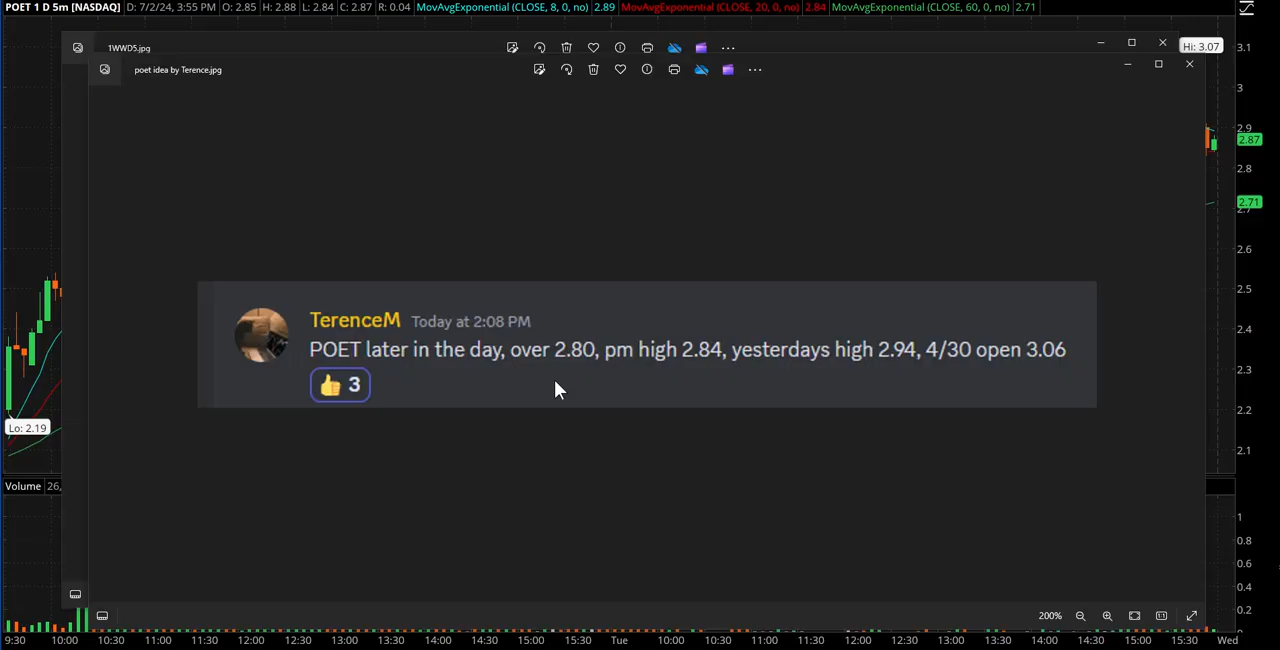 POET 1 D 5m [NASDAQ] D: 7/2/24, 3:55 PM O: 2.85 H: 2.88 L: 2.84 C: 2.87 R: 0.04 MovAvgExponential (CLOSE, 8, 0, no) 2.89 MovAvgExponential (CLOSE, 20, 0, no) 2.84 MovAvgExponential (CLOSE, 60, 0, no) 2.71
1WWD5.jpg
Hi: 3.07
3.1
poet idea by Terence.jpg
3
2.9
2.87
2.8
2.71
2.6
2.5
2.4
2.3
2.2
2.1
TerenceM Today at 2:08 PM
POET later in the day, over 2.80, pm high 2.84, yesterdays high 2.94, 4/30 open 3.06
👍 3
Lo: 2.19
Volume 26,
1
0.8
0.6
0.4
0.2
200%
9:30 10:00 10:30 11:00 11:30 12:00 12:30 13:00 13:30 14:00 14:30 15:00 15:30 Tue 10:00 10:30 11:00 11:30 12:00 12:30 13:00 13:30 14:00 14:30 15:00 15:30 Wed